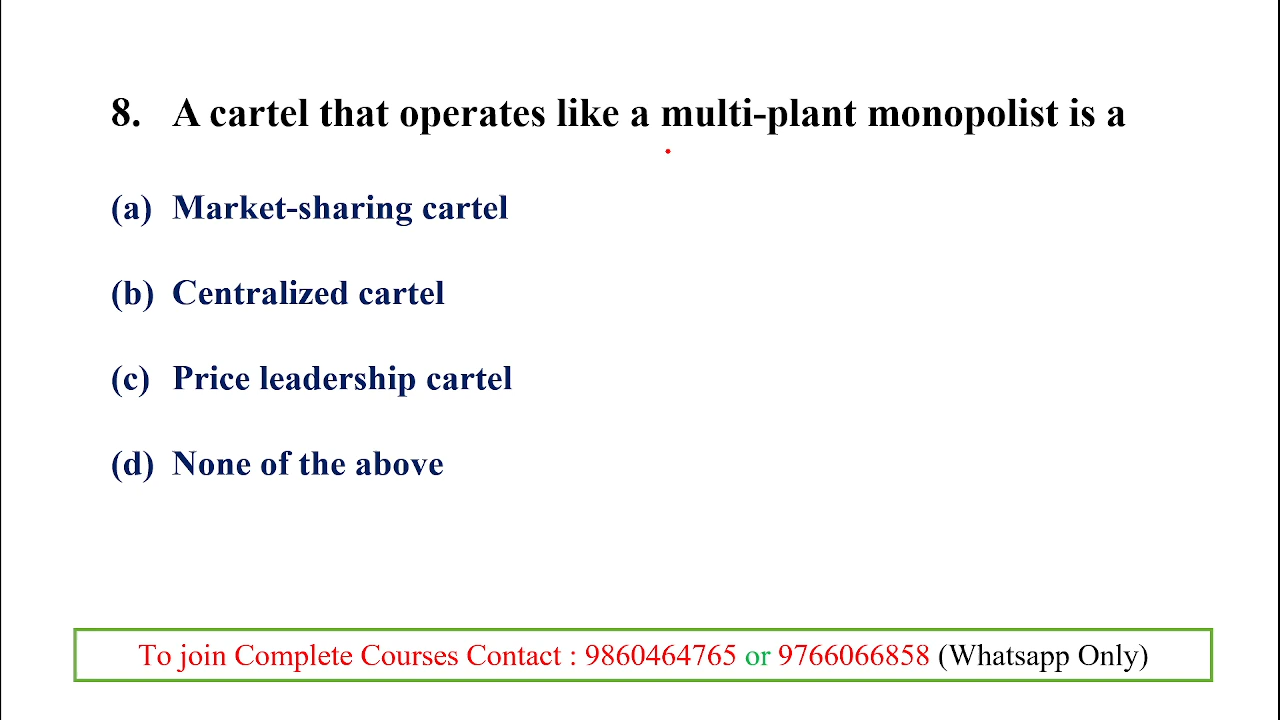 8. A cartel that operates like a multi-plant monopolist is a
(a) Market-sharing cartel
(b) Centralized cartel
(c) Price leadership cartel
(d) None of the above
To join Complete Courses Contact : 9860464765 or 9766066858 (Whatsapp Only)